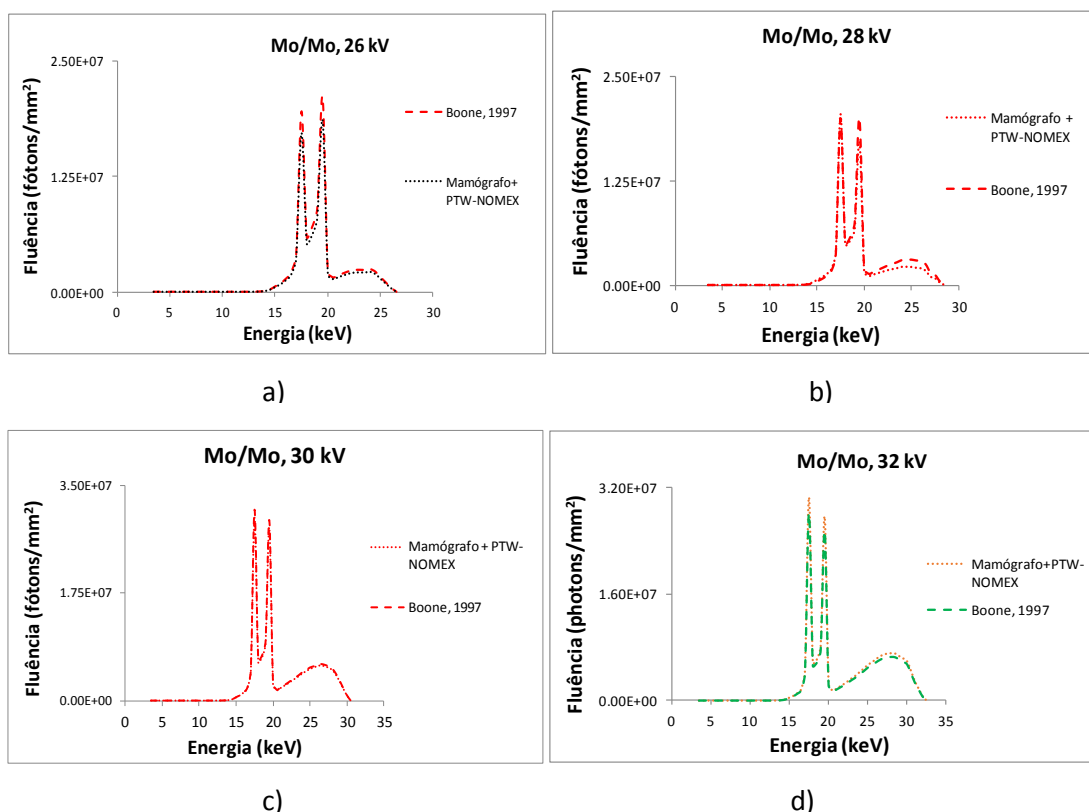 Mo/Mo, 26 kV
Fluência (fótons/mm²)
2.50E+07
1.25E+07
0.00E+00
0 5 10 15 20 25 30
Energia (keV)
Boone, 1997
Mamógrafo+
PTW-NOMEX
a)
Mo/Mo, 28 kV
Fluência (fótons/mm²)
2.50E+07
1.25E+07
0.00E+00
0 5 10 15 20 25 30
Energia (keV)
Mamógrafo +
PTW-NOMEX
Boone, 1997
b)
Mo/Mo, 30 kV
Fluência (fótons/mm²)
3.50E+07
1.75E+07
0.00E+00
0 5 10 15 20 25 30 35
Energia (keV)
Mamógrafo + PTW-
NOMEX
Boone, 1997
c)
Mo/Mo, 32 kV
Fluência (photons/mm²)
3.20E+07
1.60E+07
0.00E+00
0 5 10 15 20 25 30 35
Energia (keV)
Mamógrafo+PTW-
NOMEX
Boone, 1997
d)